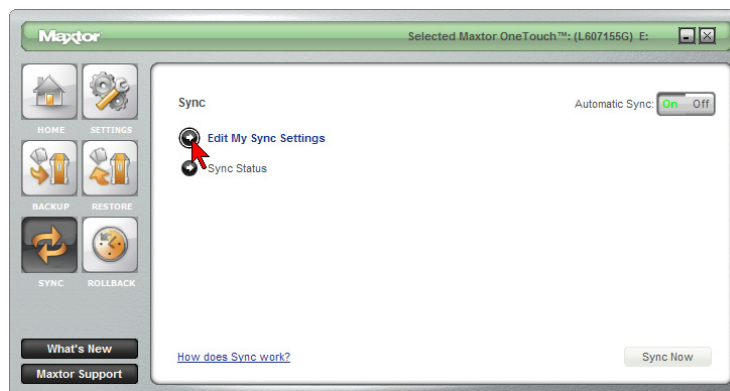 Maxtor Selected Maxtor OneTouch™: (L607155G) E:
HOME SETTINGS
BACKUP RESTORE
SYNC ROLLBACK
What's New
Maxtor Support
Sync Automatic Sync: On Off
Edit My Sync Settings
Sync Status
How does Sync work? Sync Now